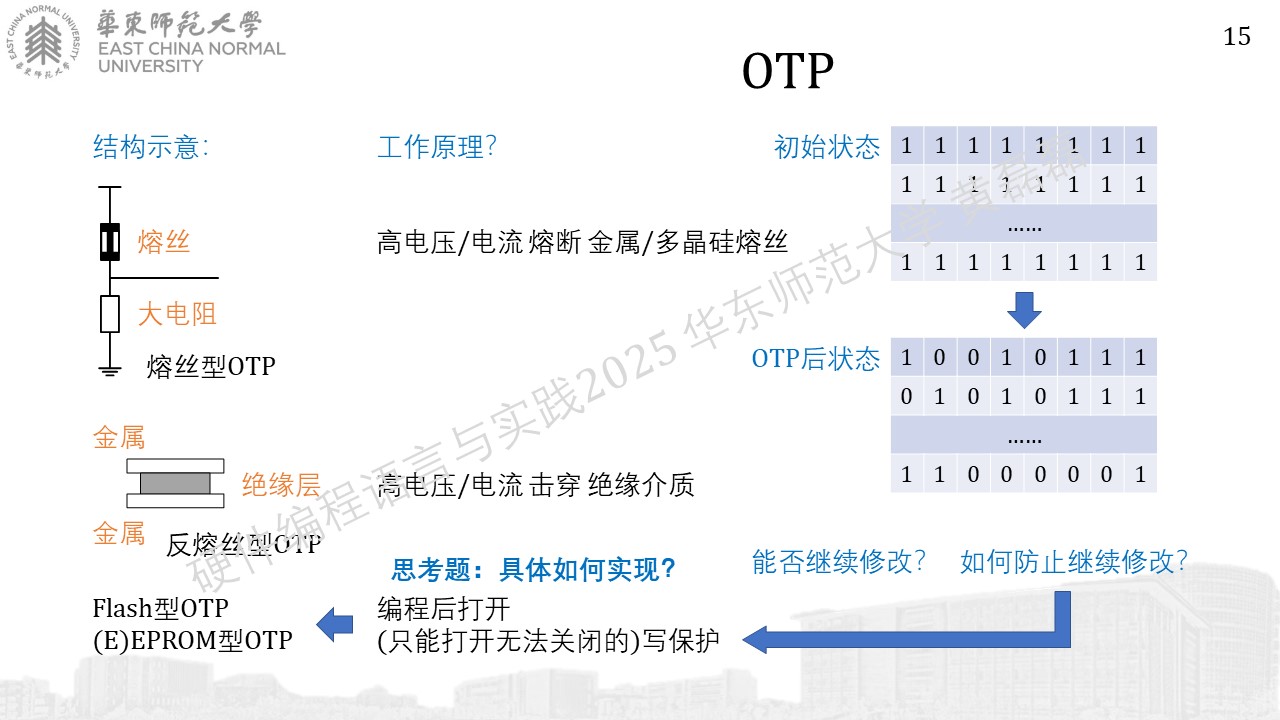 華東師範大學
EAST CHINA NORMAL
UNIVERSITY
EAST CHINA NORMAL UNIVERSITY
華東師範大學
15
OTP
结构示意：
熔丝
大电阻
熔丝型OTP
金属
绝缘层
金属
反熔丝型OTP
Flash型OTP
(E)EPROM型OTP
工作原理？
高电压/电流 熔断 金属/多晶硅熔丝
高电压/电流 击穿 绝缘介质
思考题：具体如何实现？
编程后打开
(只能打开无法关闭的)写保护
初始状态
1 1 1 1 1 1 1 1
1 1 1 1 1 1 1 1
……
1 1 1 1 1 1 1 1
OTP后状态
1 0 0 1 0 1 1 1
0 1 0 1 0 1 1 1
……
1 1 0 0 0 0 0 1
能否继续修改？ 如何防止继续修改？
硬件编程语言与实践2025 华东师范大学 黄磊磊